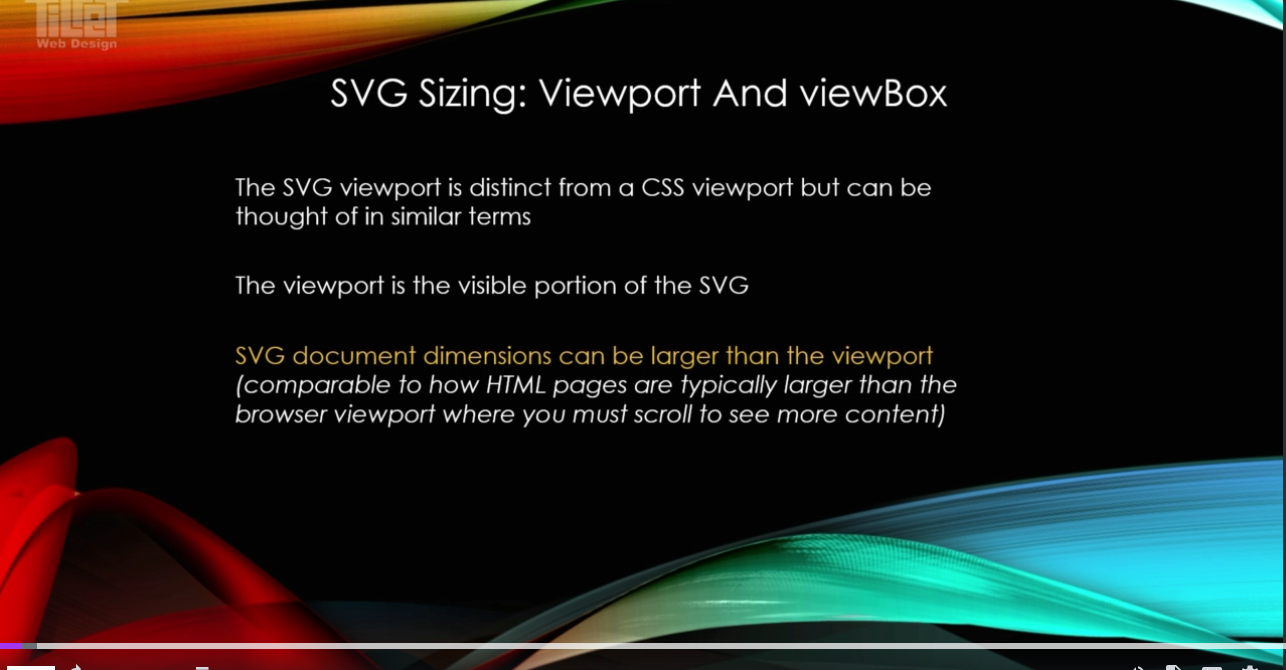 TILLET
Web Design
SVG Sizing: Viewport And viewBox
The SVG viewport is distinct from a CSS viewport but can be
thought of in similar terms
The viewport is the visible portion of the SVG
SVG document dimensions can be larger than the viewport
(comparable to how HTML pages are typically larger than the
browser viewport where you must scroll to see more content)